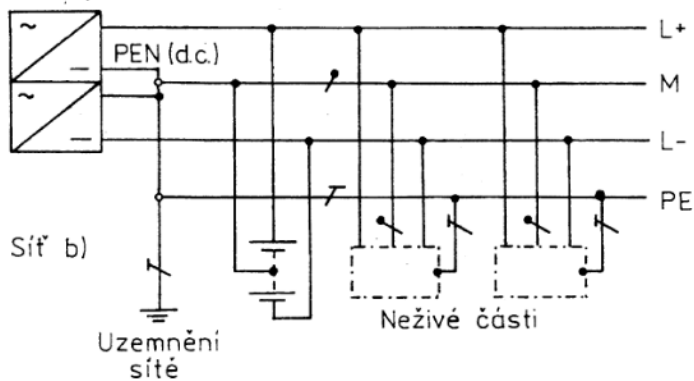 ~
PEN (d.c.)
L+
M
~
L-
PE
Síť b)
Neživé části
Uzemnění
sítě